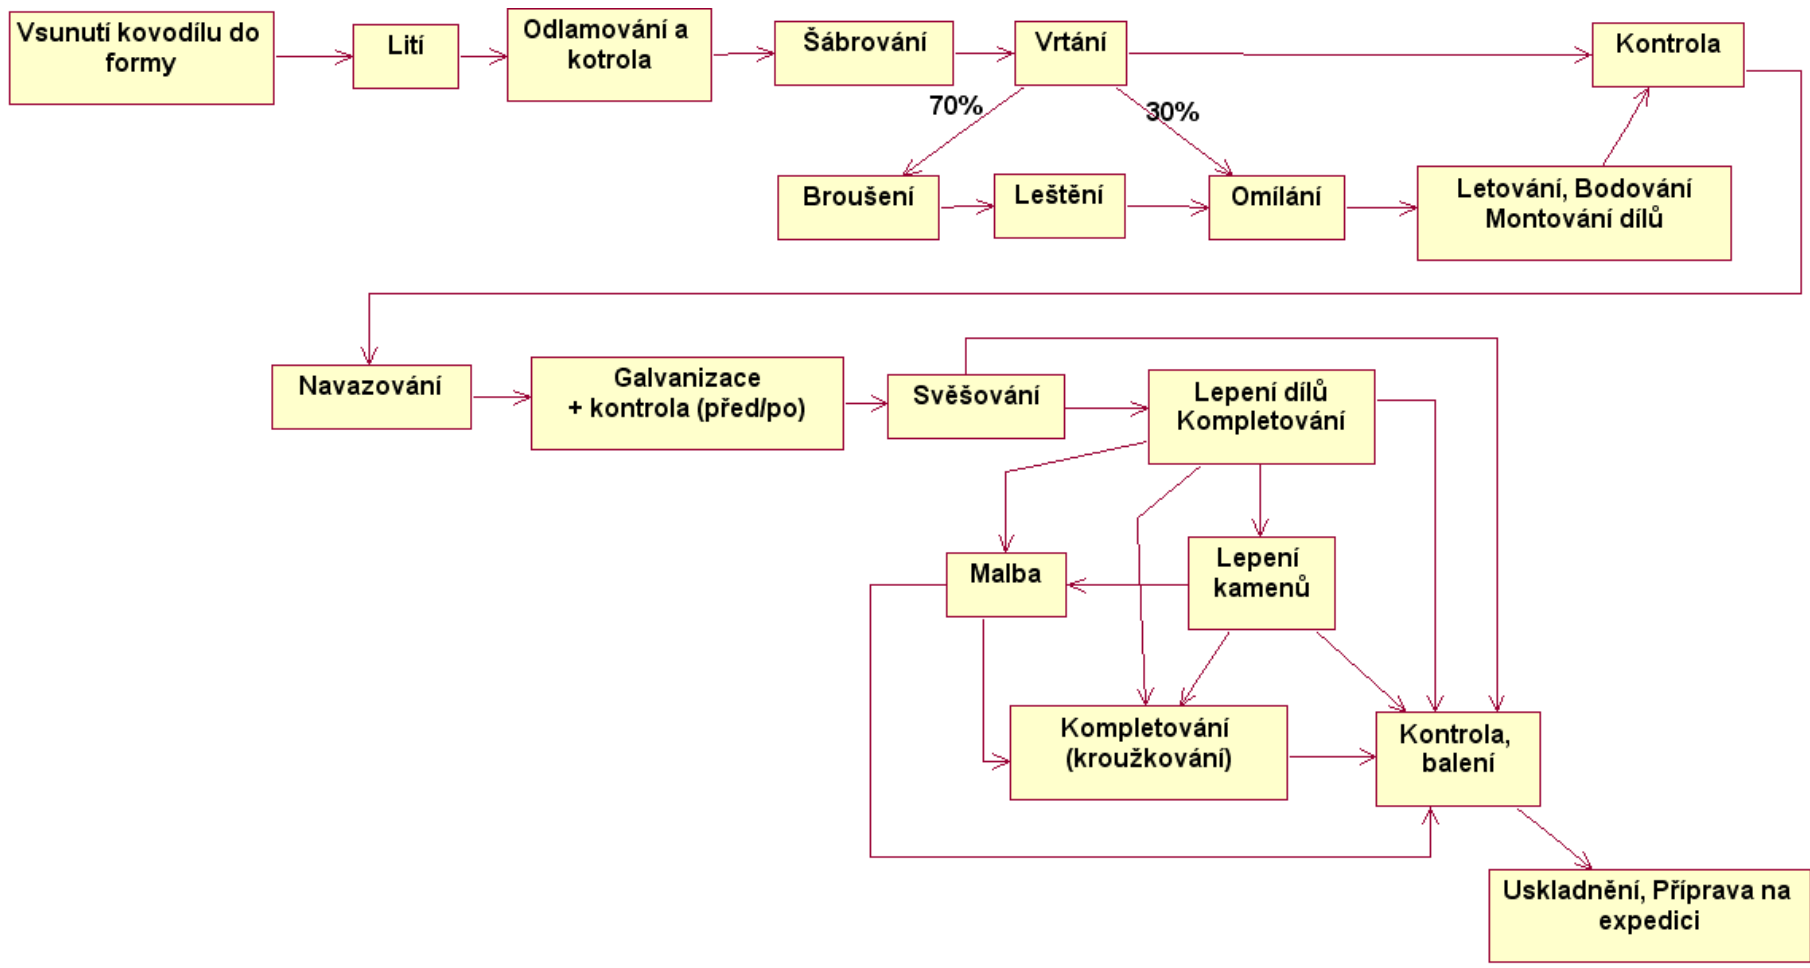 Vsunutí kovodílu do
formy
Lití
Odlamování a
kotrola
Šábrování
Vrtání
Kontrola
70%
30%
Broušení
Leštění
Omílání
Letování, Bodování
Montování dílů
Navazování
Galvanizace
+ kontrola (před/po)
Svěšování
Lepení dílů
Kompletování
Malba
Lepení
kamenů
Kompletování
(kroužkování)
Kontrola,
balení
Uskladnění, Příprava na
expedici